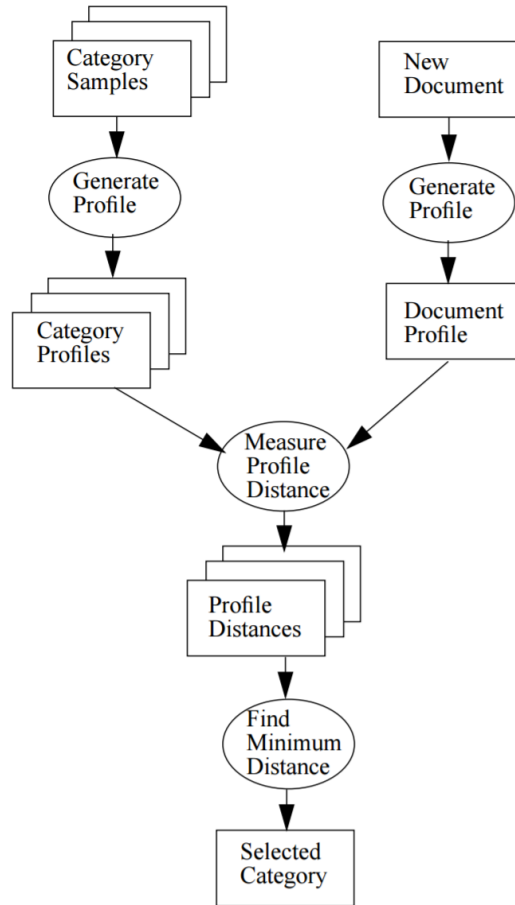 Category
Samples
New
Document
Generate
Profile
Generate
Profile
Category
Profiles
Document
Profile
Measure
Profile
Distance
Profile
Distances
Find
Minimum
Distance
Selected
Category